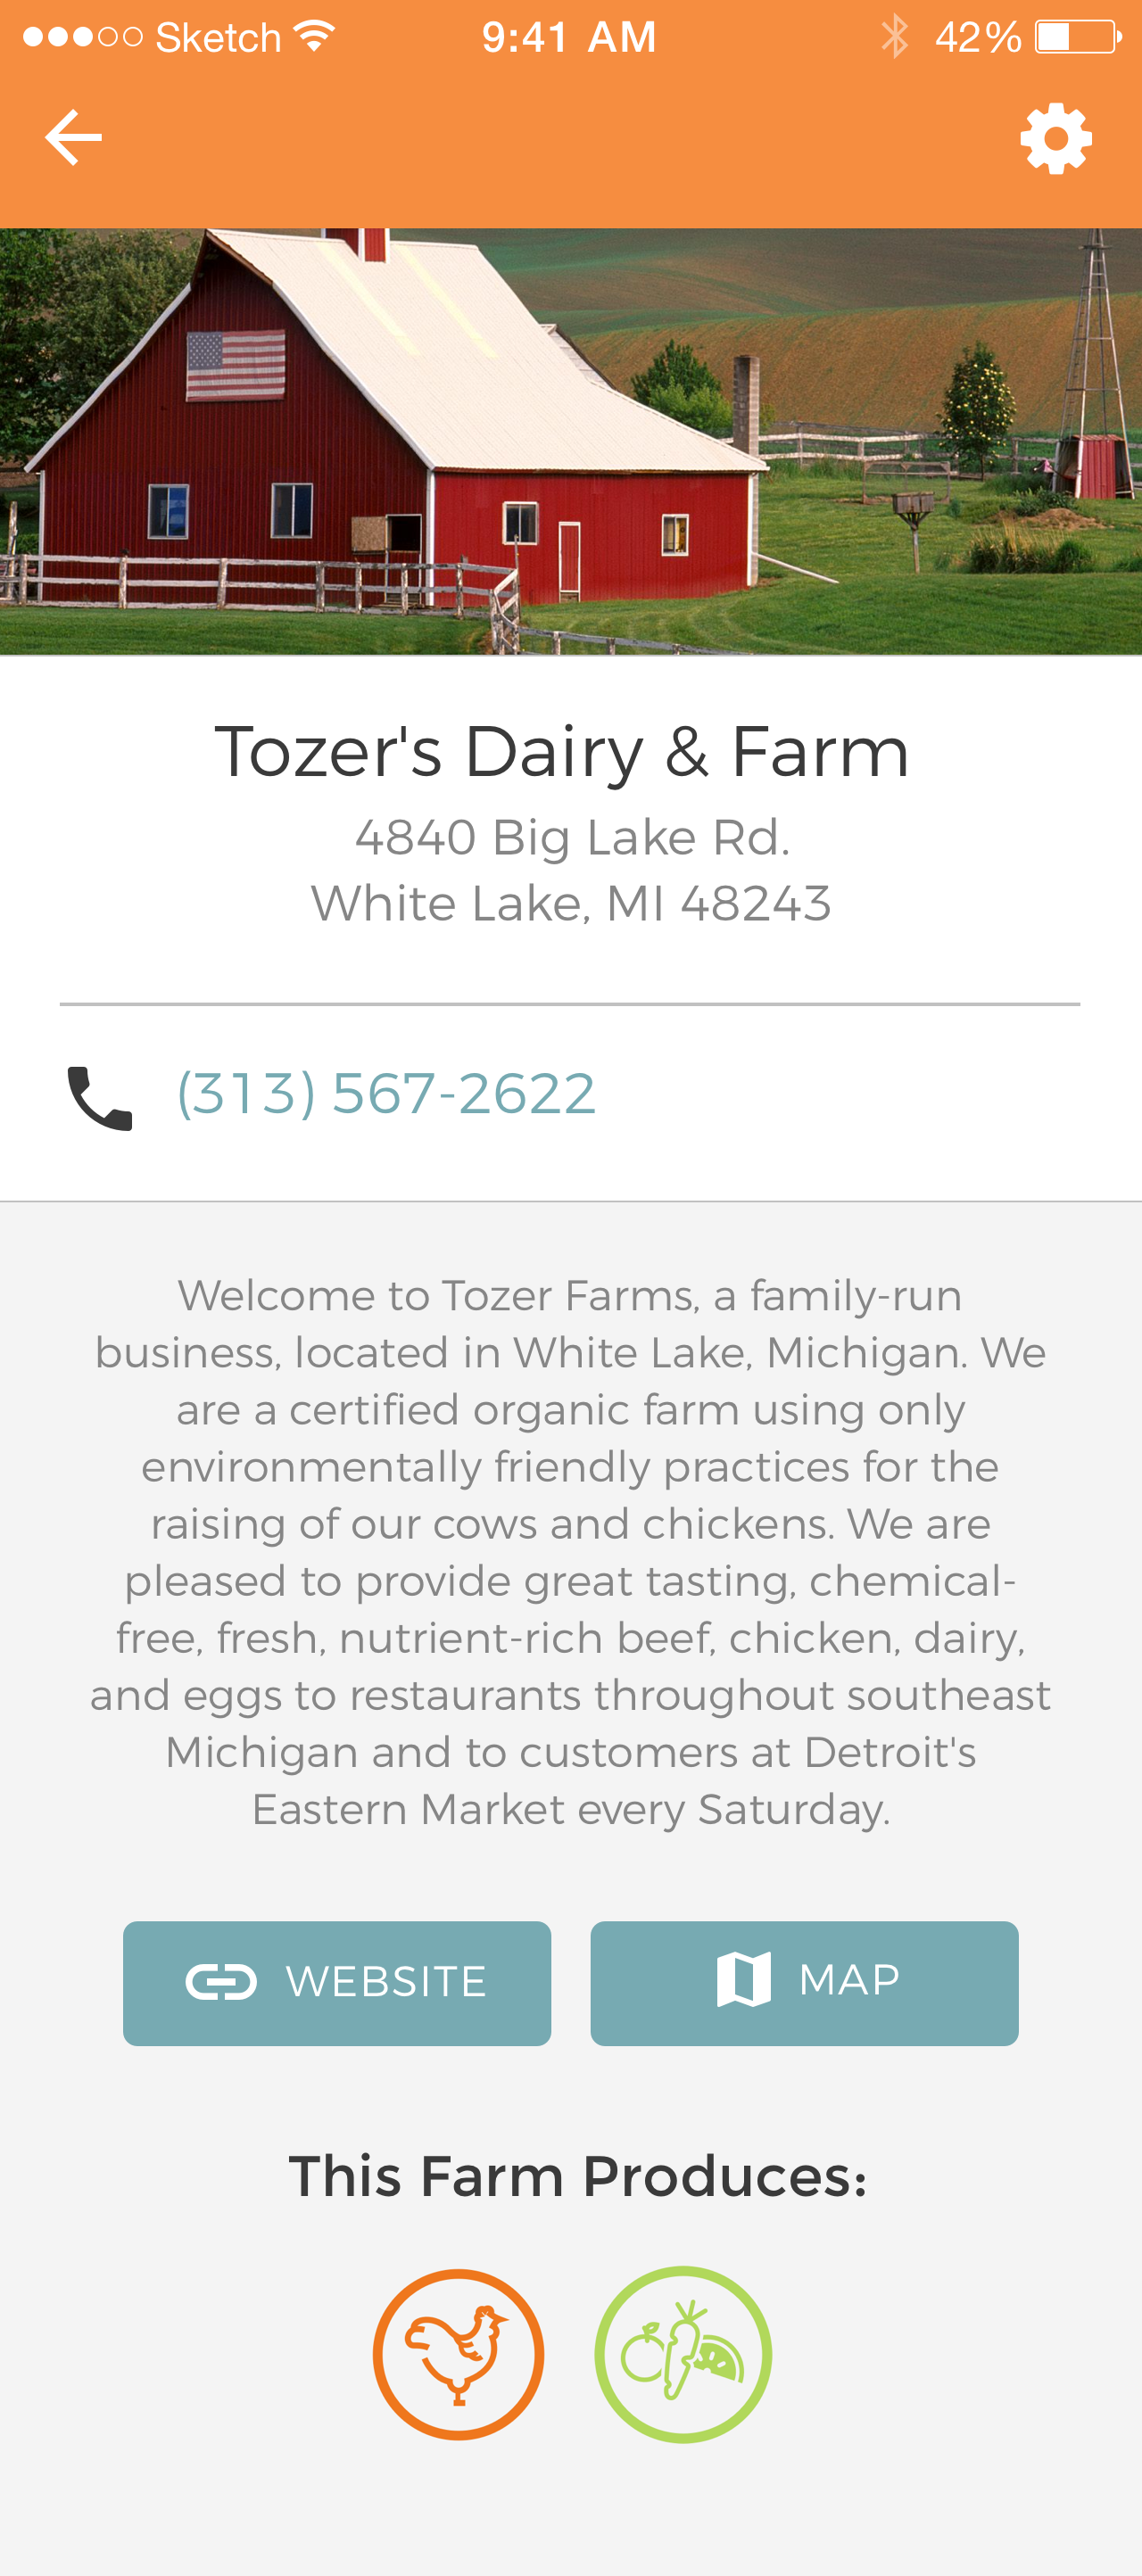 Sketch 9:41 AM 42%
Tozer's Dairy & Farm
4840 Big Lake Rd.
White Lake, MI 48243
(313) 567-2622
Welcome to Tozer Farms, a family-run
business, located in White Lake, Michigan. We
are a certified organic farm using only
environmentally friendly practices for the
raising of our cows and chickens. We are
pleased to provide great tasting, chemical-
free, fresh, nutrient-rich beef, chicken, dairy,
and eggs to restaurants throughout southeast
Michigan and to customers at Detroit's
Eastern Market every Saturday.
WEBSITE MAP
This Farm Produces: